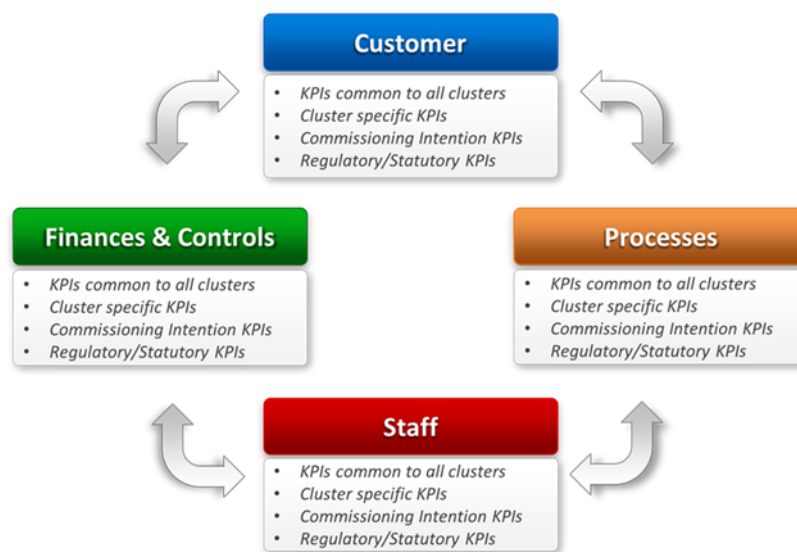 Customer
• KPIs common to all clusters
• Cluster specific KPIs
• Commissioning Intention KPIs
• Regulatory/Statutory KPIs
Finances & Controls
• KPIs common to all clusters
• Cluster specific KPIs
• Commissioning Intention KPIs
• Regulatory/Statutory KPIs
Processes
• KPIs common to all clusters
• Cluster specific KPIs
• Commissioning Intention KPIs
• Regulatory/Statutory KPIs
Staff
• KPIs common to all clusters
• Cluster specific KPIs
• Commissioning Intention KPIs
• Regulatory/Statutory KPIs